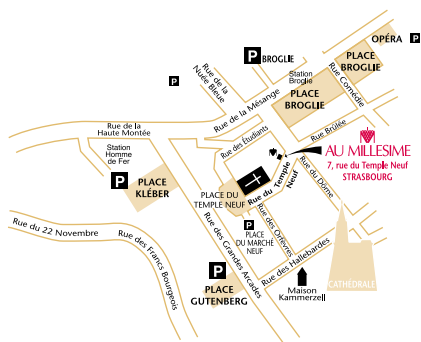 OPÉRA
P
PLACE
BROGLIE
P BROGLIE
Rue de la
Nuée Bleue
P
Station
Broglie
PLACE
BROGLIE
Rue Comédie
Rue de la Mésange
Rue de la
Haute Montée
Rue des Étudiants
Rue Brûlée
AU MILLESIME
7, rue du Temple Neuf
STRASBOURG
Station
Homme
de Fer
P
PLACE
KLÉBER
PLACE DU
TEMPLE NEUF
Rue du Temple
Neuf
Rue du Dôme
P
PLACE
DU MARCHÉ
NEUF
Rue des Orfèvres
Rue du 22 Novembre
Rue des Francs Bourgeois
Rue des Grandes Arcades
Rue des Hallebardes
P
PLACE
GUTENBERG
Maison
Kammerzell
CATHÉDRALE